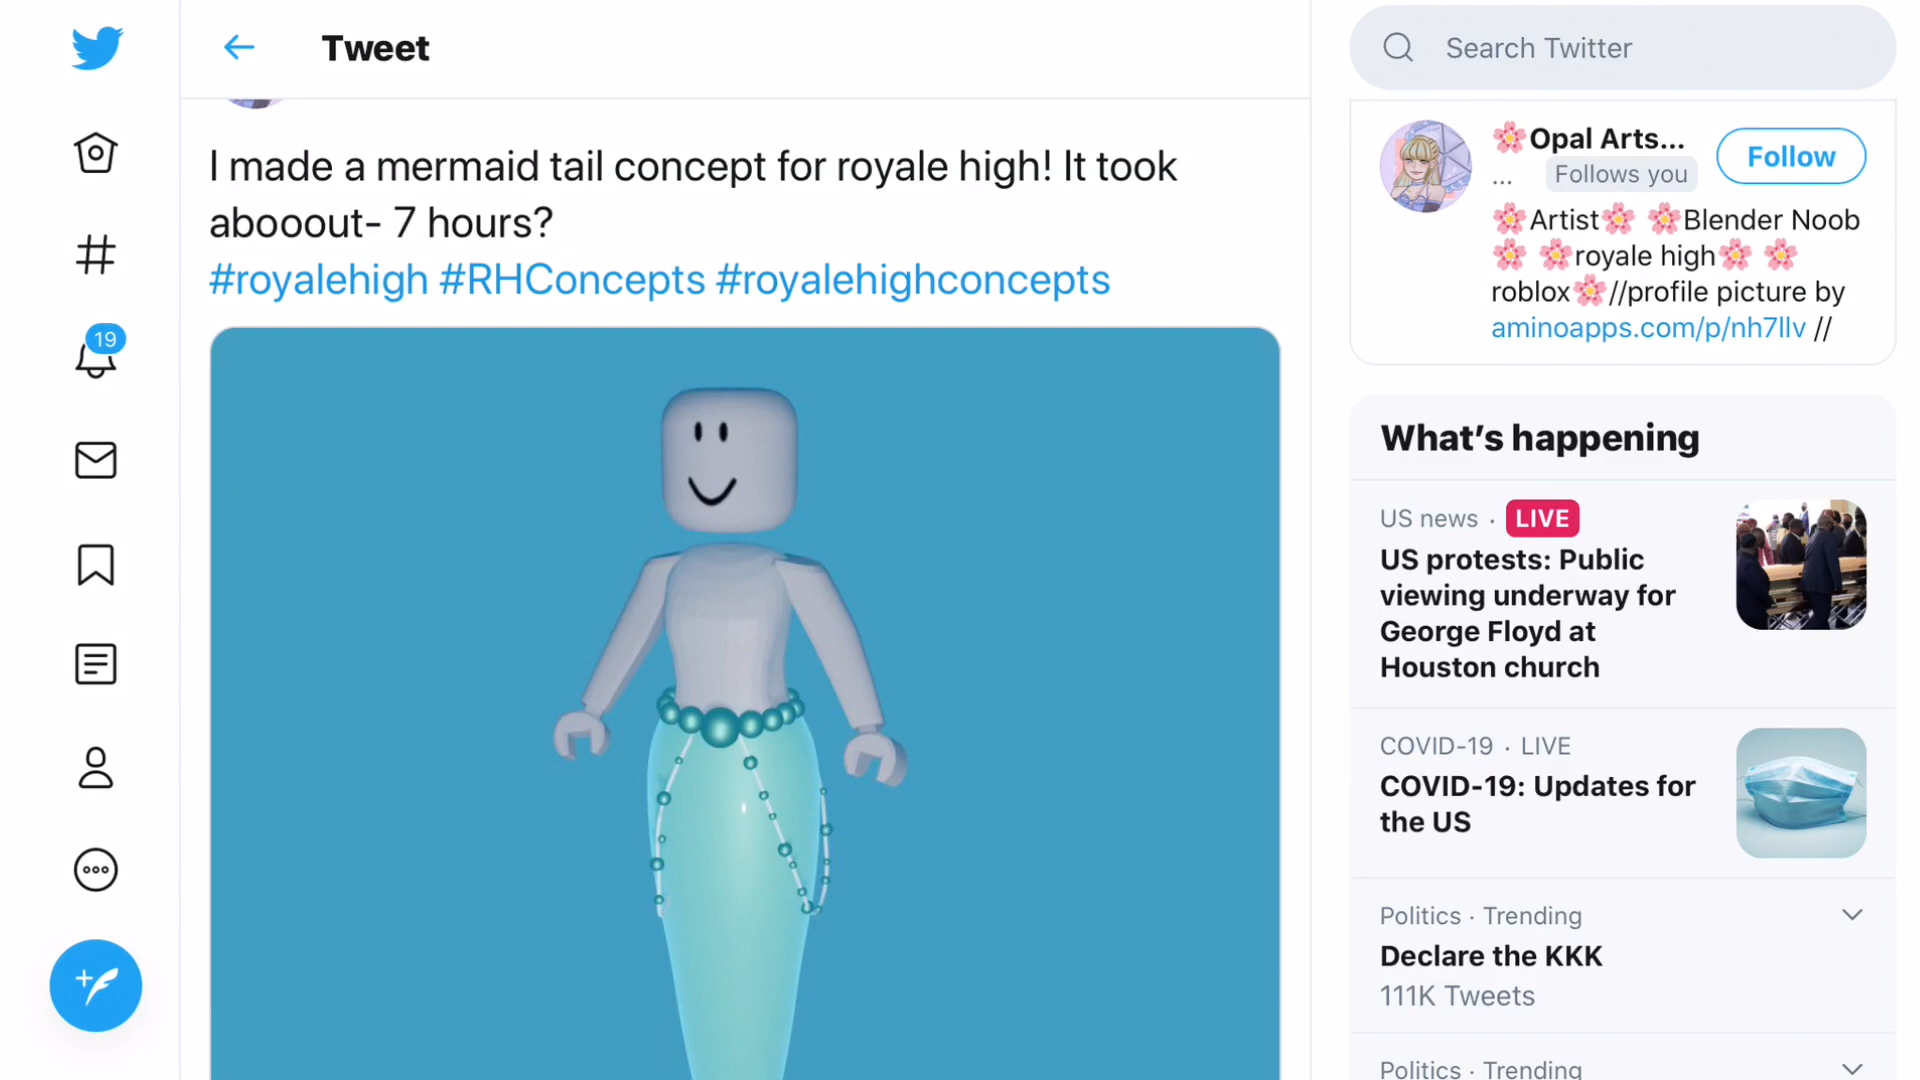 Tweet
I made a mermaid tail concept for royale high! It took
abooout- 7 hours?
#royalehigh #RHConcepts #royalehighconcepts
19
Search Twitter
🌸Opal Arts...
... Follows you
Follow
🌸Artist🌸 🌸Blender Noob
🌸 🌸royale high🌸 🌸
roblox🌸//profile picture by
aminoapps.com/p/nh7llv //
What's happening
US news · LIVE
US protests: Public
viewing underway for
George Floyd at
Houston church
COVID-19 · LIVE
COVID-19: Updates for
the US
Politics · Trending
Declare the KKK
111K Tweets
Politics · Trending